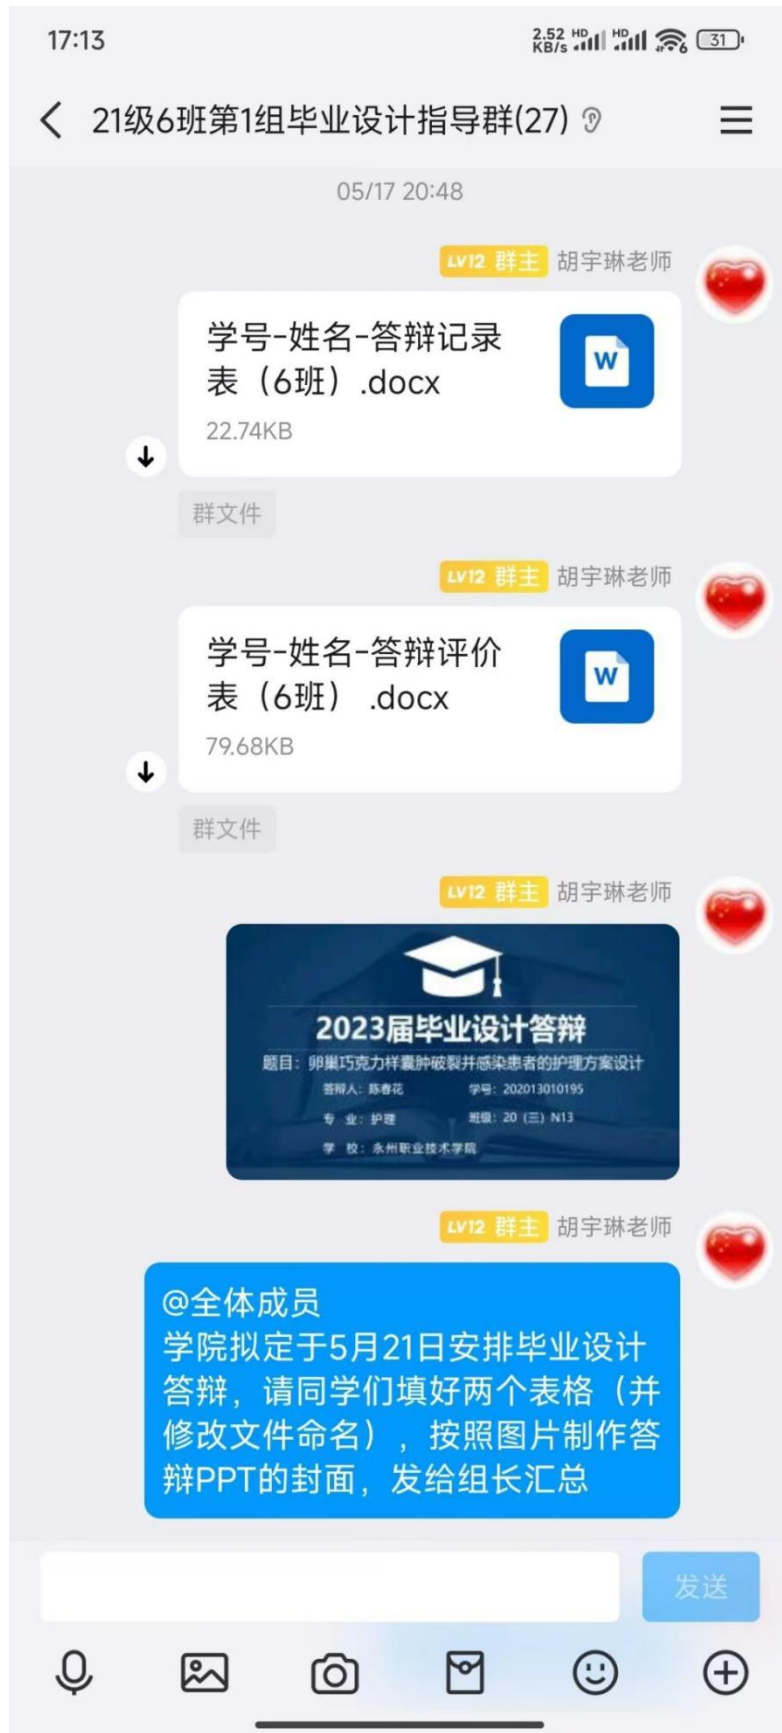 17:13
2.52 KB/s HD HD 6 31
21级6班第1组毕业设计指导群(27)
05/17 20:48
LV12 群主 胡宇琳老师
学号-姓名-答辩记录
表（6班）.docx
22.74KB
群文件
LV12 群主 胡宇琳老师
学号-姓名-答辩评价
表（6班） .docx
79.68KB
群文件
LV12 群主 胡宇琳老师
2023届毕业设计答辩
题目：卵巢巧克力样囊肿破裂并感染患者的护理方案设计
答辩人：陈春花 学号：202013010195
专 业：护理 班级：20（三）N13
学 校：永州职业技术学院
LV12 群主 胡宇琳老师
@全体成员
学院拟定于5月21日安排毕业设计
答辩，请同学们填好两个表格（并
修改文件命名），按照图片制作答
辩PPT的封面，发给组长汇总
发送